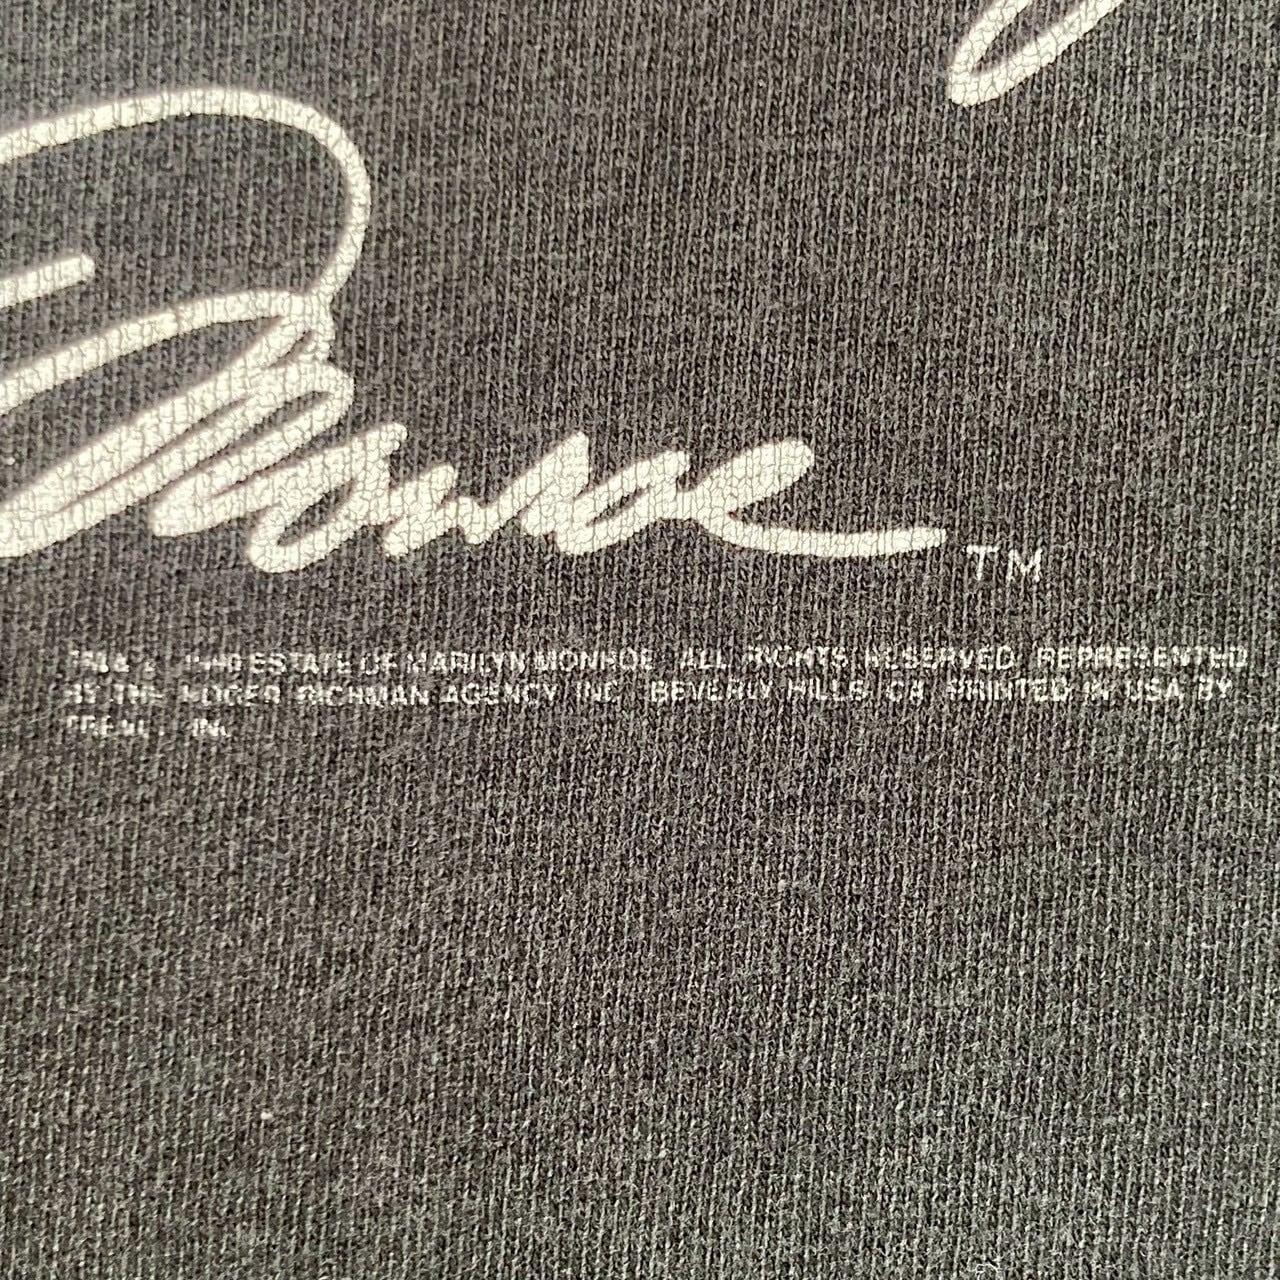 Monroe
TM
ESTATE OF MARILYN MONROE ALL RIGHTS RESERVED REPRESENTED
BY THE ROGER RICHMAN AGENCY INC BEVERLY HILLS CA PRINTED IN USA BY
INC